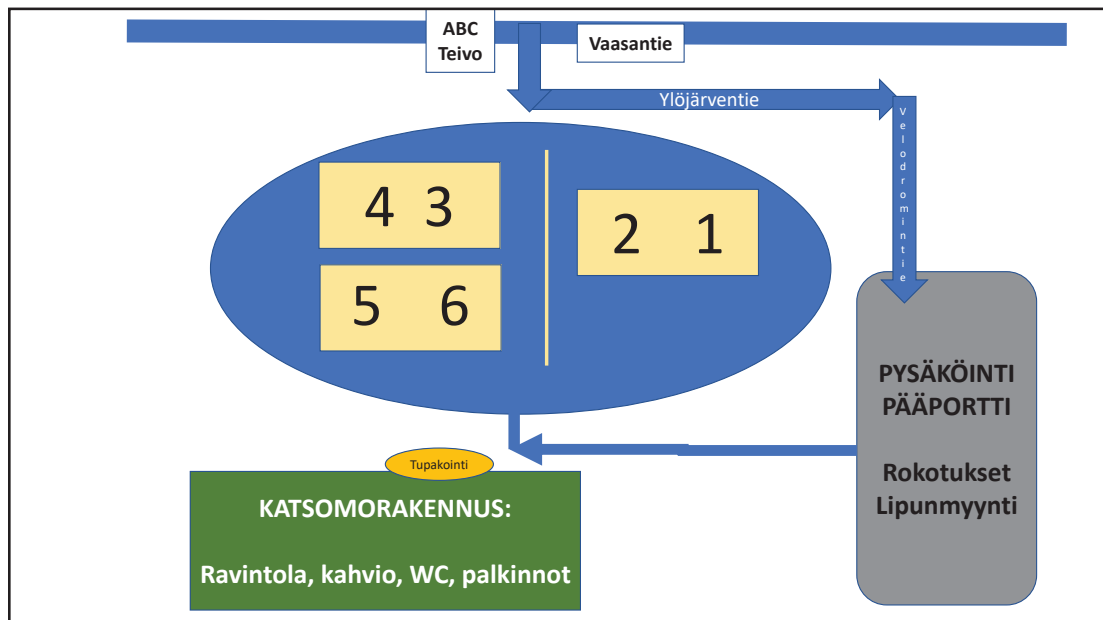 ABC
Teivo
Vaasantie
Ylöjärventie
Velodromintie
4 3
2 1
5 6
PYSÄKÖINTI
PÄÄPORTTI
Rokotukset
Lipunmyynti
Tupakointi
KATSOMORAKENNUS:
Ravintola, kahvio, WC, palkinnot